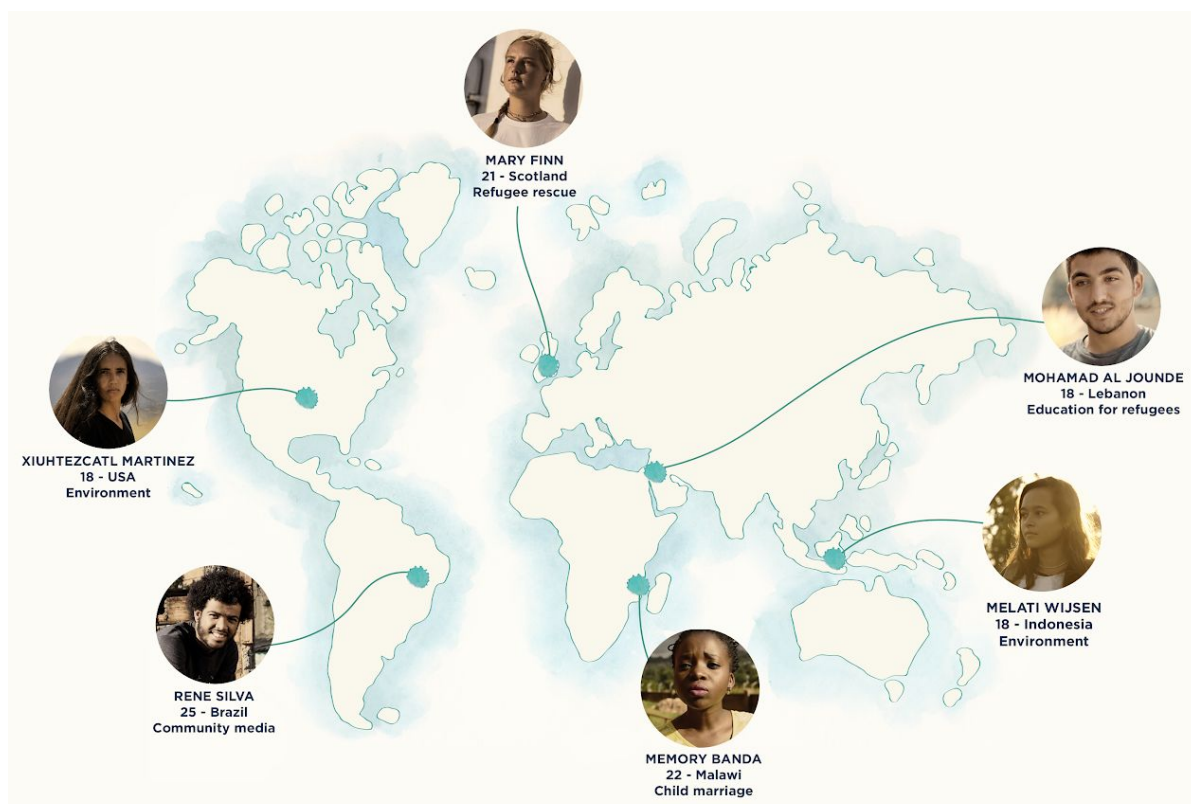 MARY FINN
21 - Scotland
Refugee rescue
MOHAMAD AL JOUNDE
18 - Lebanon
Education for refugees
XIUHTEZCATL MARTINEZ
18 - USA
Environment
MELATI WIJSEN
18 - Indonesia
Environment
RENE SILVA
25 - Brazil
Community media
MEMORY BANDA
22 - Malawi
Child marriage